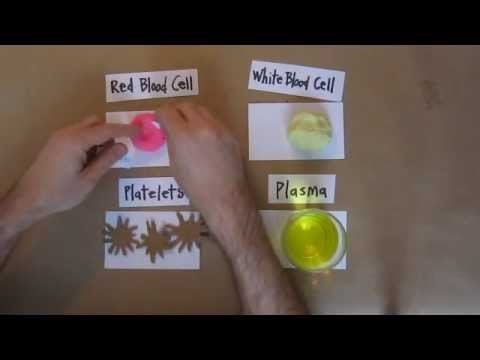 Red Blood Cell
White Blood Cell
Platelets
Plasma